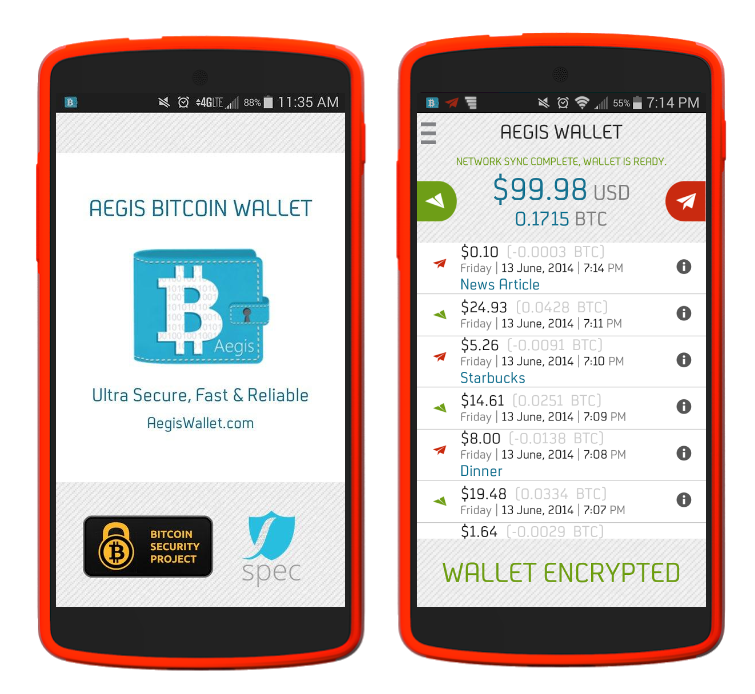 4GLTE 88% 11:35 AM
AEGIS BITCOIN WALLET
B
Aegis
Ultra Secure, Fast & Reliable
AegisWallet.com
BITCOIN
SECURITY
PROJECT
spec
55% 7:14 PM
AEGIS WALLET
NETWORK SYNC COMPLETE, WALLET IS READY.
$99.98 USD
0.1715 BTC
$0.10 (-0.0003 BTC)
Friday | 13 June, 2014 | 7:14 PM
News Article
$24.93 (0.0428 BTC)
Friday | 13 June, 2014 | 7:11 PM
$5.26 (-0.0091 BTC)
Friday | 13 June, 2014 | 7:10 PM
Starbucks
$14.61 (0.0251 BTC)
Friday | 13 June, 2014 | 7:09 PM
$8.00 (-0.0138 BTC)
Friday | 13 June, 2014 | 7:08 PM
Dinner
$19.48 (0.0334 BTC)
Friday | 13 June, 2014 | 7:07 PM
$1.64 (-0.0029 BTC)
WALLET ENCRYPTED